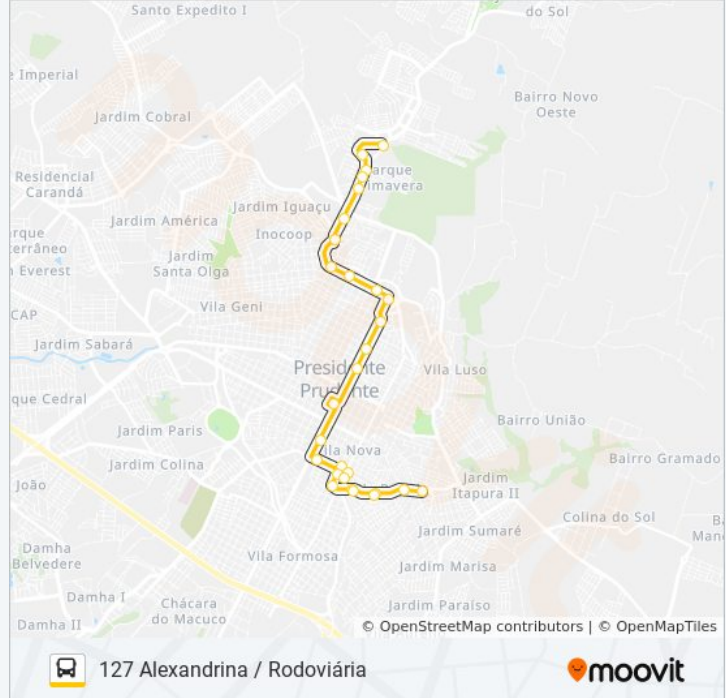 Santo Expedito I
do Sol
Imperial
Bairro Novo
Oeste
Jardim Cobral
Residencial
Carandá
Parque
Primavera
Jardim Iguaçu
Jardim América
Inocoop
Jardim
Santa Olga
n Everest
Vila Geni
CAP
Jardim Sabará
Presidente
Prudente
Vila Luso
que Cedral
Bairro União
Jardim Paris
Vila Nova
Jardim Colina
Bairro Gramado
João
Jardim
Itapura II
Colina do Sol
Jardim Sumaré
Damha
Belvedere
Vila Formosa
Jardim Marisa
Damha I
Chácara
do Macuco
Jardim Paraíso
Damha II
© OpenStreetMap contributors | © OpenMapTiles
127 Alexandrina / Rodoviária
moovit